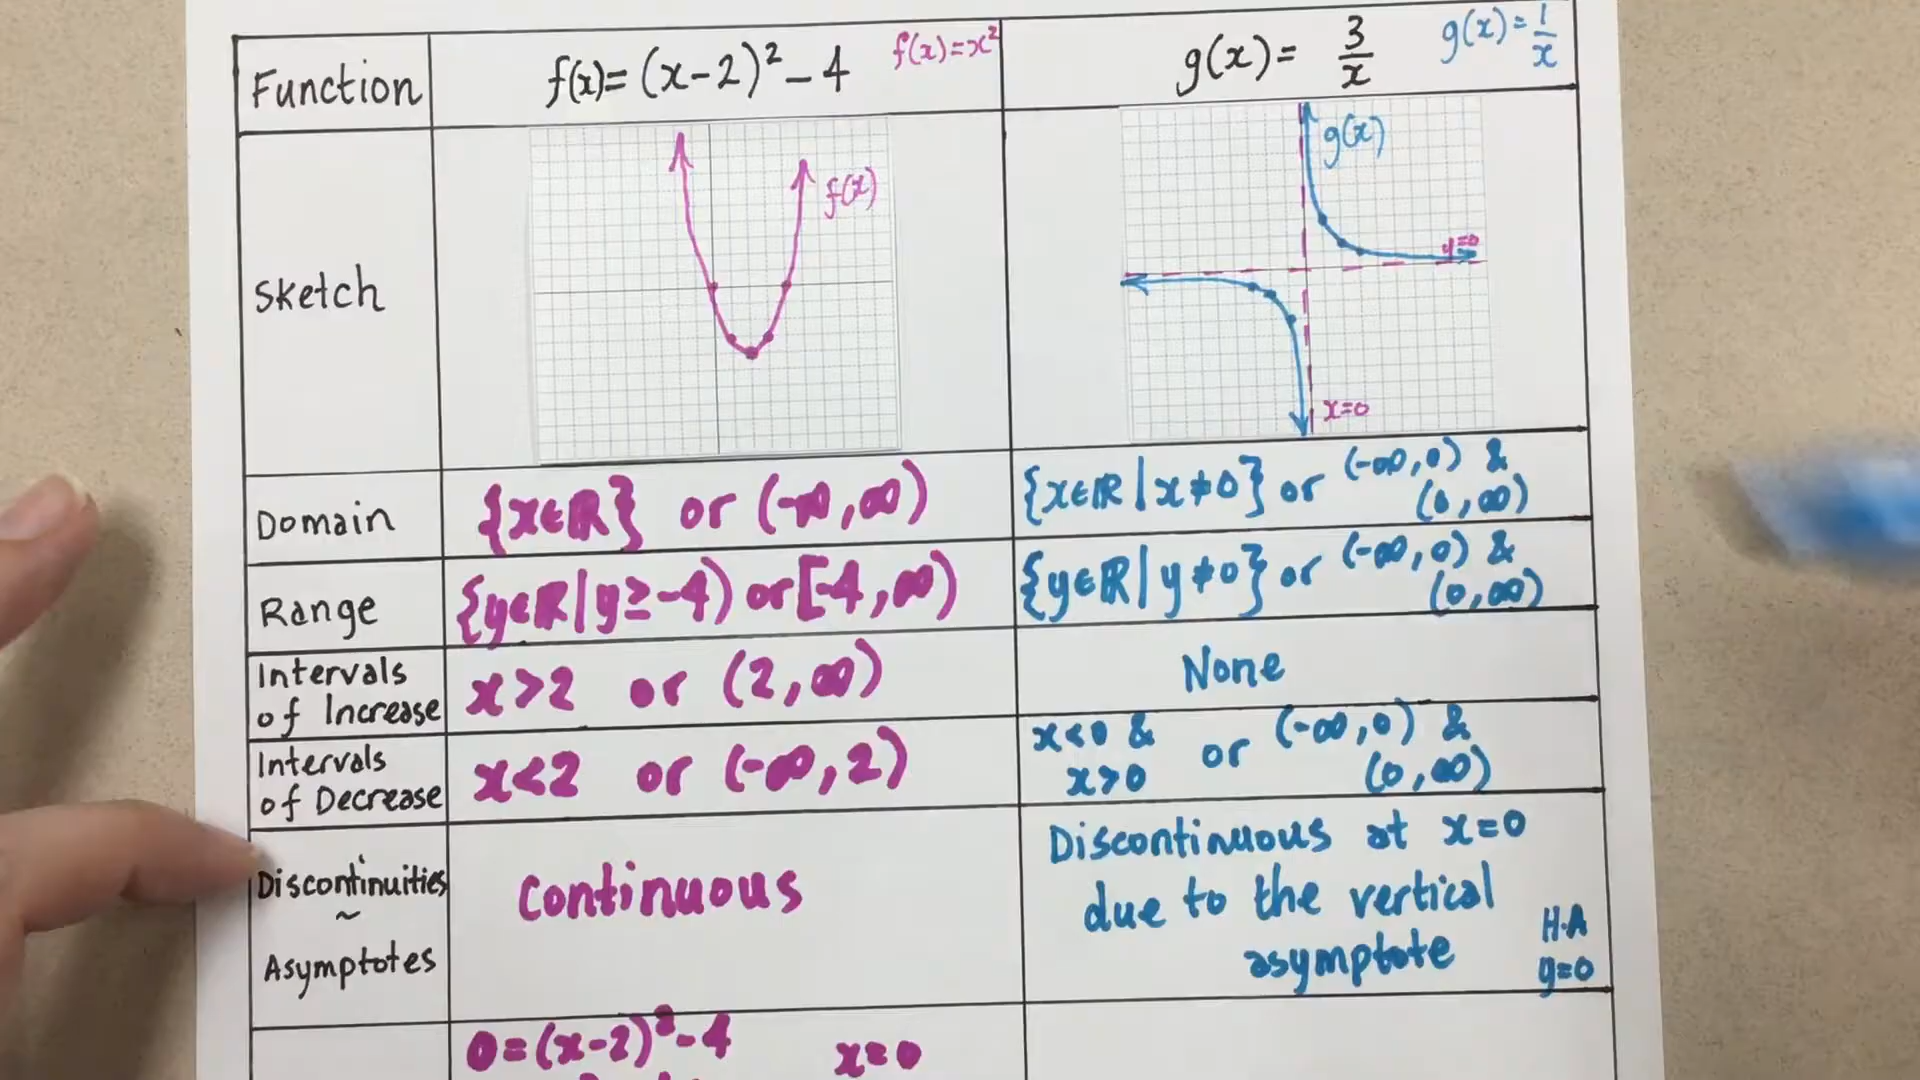 Function
f(x)= (x-2)² - 4
f(x)=x²
g(x)= 3/x
g(x)=1/x
Sketch
f(x)
g(x)
y=0
x=0
Domain
{x∈ℝ} or (-∞,∞)
{x∈ℝ | x≠0} or (-∞,0) &
(0,∞)
Range
{y∈ℝ | y≥-4) or [-4,∞)
{y∈ℝ | y≠0} or (-∞,0) &
(0,∞)
Intervals
of Increase
x>2 or (2,∞)
None
Intervals
of Decrease
x<2 or (-∞,2)
x<0 &
x>0
or
(-∞,0) &
(0,∞)
Discontinuities
~
Asymptotes
Continuous
Discontinuous at x=0
due to the vertical
asymptote
H.A
y=0
0=(x-2)²-4
x=0